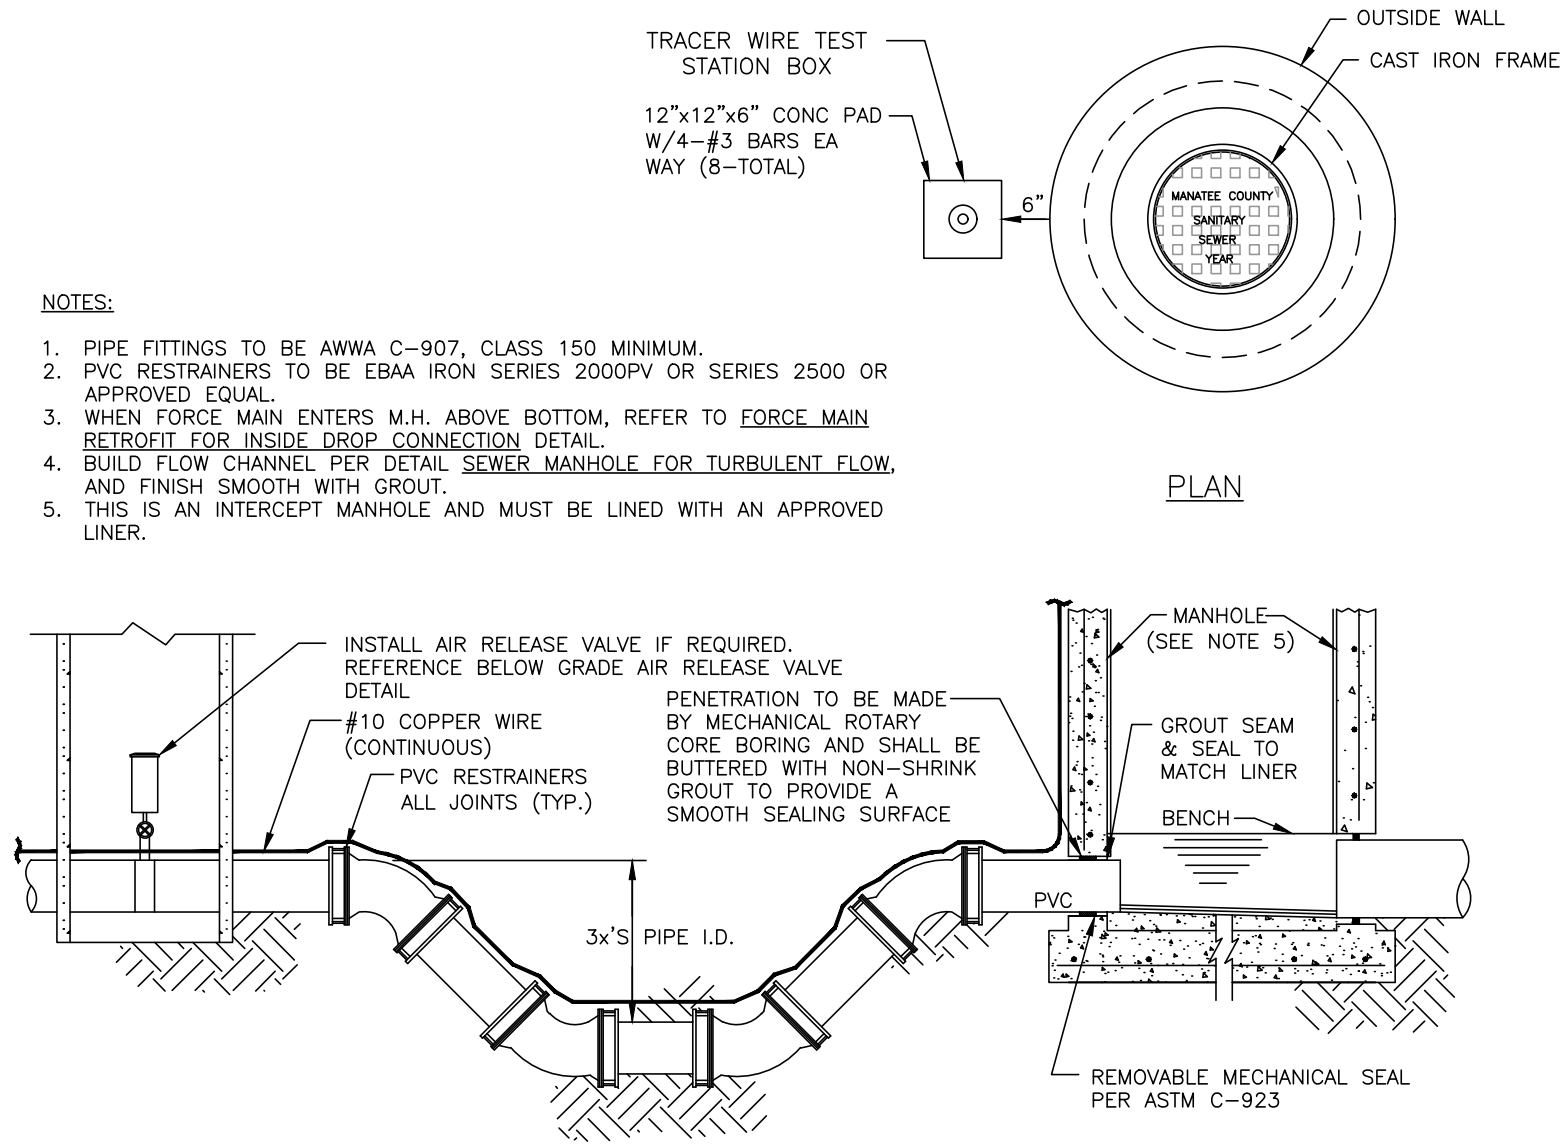 OUTSIDE WALL
CAST IRON FRAME
TRACER WIRE TEST
STATION BOX
12"x12"x6" CONC PAD
W/4-#3 BARS EA
WAY (8-TOTAL)
6"
MANATEE COUNTY
SANITARY
SEWER
YEAR
PLAN
NOTES:
1. PIPE FITTINGS TO BE AWWA C-907, CLASS 150 MINIMUM.
2. PVC RESTRAINERS TO BE EBAA IRON SERIES 2000PV OR SERIES 2500 OR
APPROVED EQUAL.
3. WHEN FORCE MAIN ENTERS M.H. ABOVE BOTTOM, REFER TO FORCE MAIN
RETROFIT FOR INSIDE DROP CONNECTION DETAIL.
4. BUILD FLOW CHANNEL PER DETAIL SEWER MANHOLE FOR TURBULENT FLOW,
AND FINISH SMOOTH WITH GROUT.
5. THIS IS AN INTERCEPT MANHOLE AND MUST BE LINED WITH AN APPROVED
LINER.
INSTALL AIR RELEASE VALVE IF REQUIRED.
REFERENCE BELOW GRADE AIR RELEASE VALVE
DETAIL
#10 COPPER WIRE
(CONTINUOUS)
PVC RESTRAINERS
ALL JOINTS (TYP.)
PENETRATION TO BE MADE
BY MECHANICAL ROTARY
CORE BORING AND SHALL BE
BUTTERED WITH NON-SHRINK
GROUT TO PROVIDE A
SMOOTH SEALING SURFACE
MANHOLE
(SEE NOTE 5)
GROUT SEAM
& SEAL TO
MATCH LINER
BENCH
PVC
3x'S PIPE I.D.
REMOVABLE MECHANICAL SEAL
PER ASTM C-923